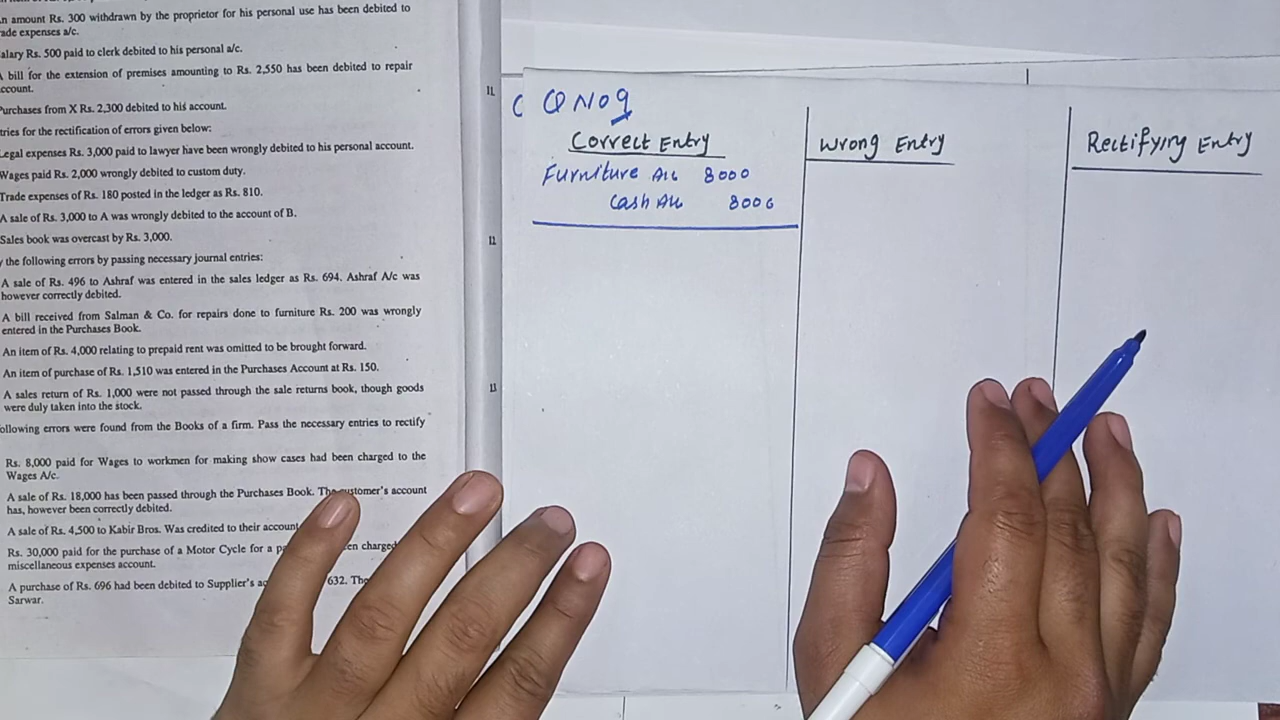 n amount Rs. 300 withdrawn by the proprietor for his personal use has been debited to
ade expenses a/c.
alary Rs. 500 paid to clerk debited to his personal a/c.
A bill for the extension of premises amounting to Rs. 2,550 has been debited to repair
ccount.
Purchases from X Rs. 2,300 debited to his account.
tries for the rectification of errors given below:
Legal expenses Rs. 3,000 paid to lawyer have been wrongly debited to his personal account.
Wages paid Rs. 2,000 wrongly debited to custom duty.
Trade expenses of Rs. 180 posted in the ledger as Rs. 810.
A sale of Rs. 3,000 to A was wrongly debited to the account of B.
Sales book was overcast by Rs. 3,000.
y the following errors by passing necessary journal entries:
A sale of Rs. 496 to Ashraf was entered in the sales ledger as Rs. 694. Ashraf A/c was
however correctly debited.
A bill received from Salman & Co. for repairs done to furniture Rs. 200 was wrongly
entered in the Purchases Book.
An item of Rs. 4,000 relating to prepaid rent was omitted to be brought forward.
An item of purchase of Rs. 1,510 was entered in the Purchases Account at Rs. 150.
A sales return of Rs. 1,000 were not passed through the sale returns book, though goods
were duly taken into the stock.
ollowing errors were found from the Books of a firm. Pass the necessary entries to rectify
Rs. 8,000 paid for Wages to workmen for making show cases had been charged to the
Wages A/c.
A sale of Rs. 18,000 has been passed through the Purchases Book. The customer's account
has, however been correctly debited.
A sale of Rs. 4,500 to Kabir Bros. Was credited to their account
Rs. 30,000 paid for the purchase of a Motor Cycle for a en charged
miscellaneous expenses account.
A purchase of Rs. 696 had been debited to Supplier's 632.
Sarwar.
11
12
13
Q No 9
Correct Entry
Furniture A/c 8000
Cash A/c 8000
Wrong Entry
Rectifying Entry